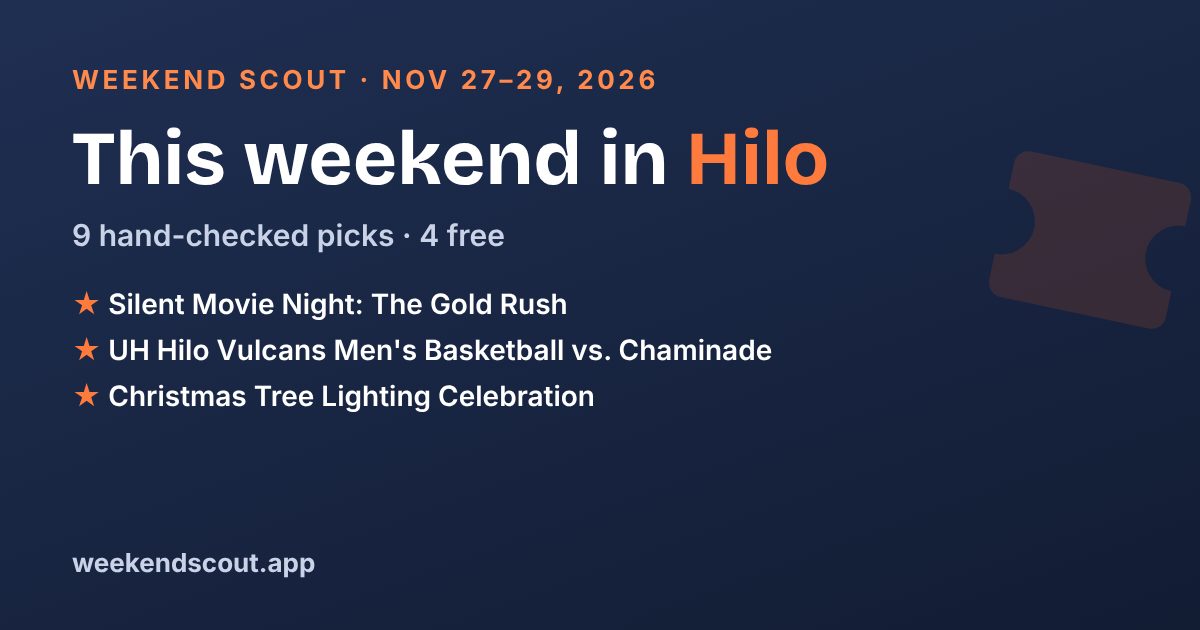 WEEKEND SCOUT · NOV 27–29, 2026
This weekend in Hilo
9 hand-checked picks · 4 free
★ Silent Movie Night: The Gold Rush
★ UH Hilo Vulcans Men's Basketball vs. Chaminade
★ Christmas Tree Lighting Celebration
weekendscout.app